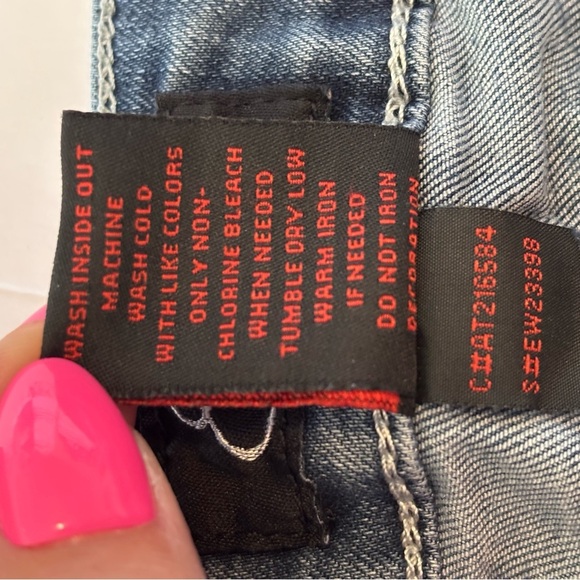 WASH INSIDE OUT
MACHINE
WASH COLD
WITH LIKE COLORS
ONLY NON-
CHLORINE BLEACH
WHEN NEEDED
TUMBLE DRY LOW
WARM IRON
IF NEEDED
DO NOT IRON
C#AT216584
S#EW23398